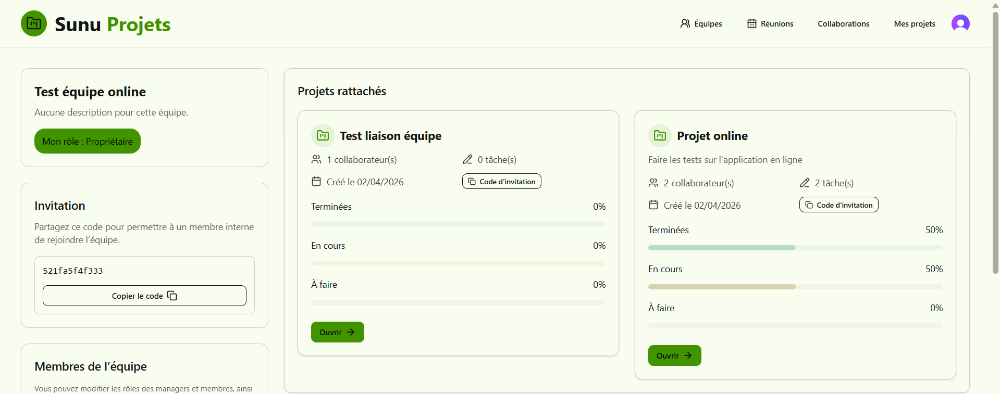 Sunu Projets
Équipes
Réunions
Collaborations
Mes projets
Test équipe online
Aucune description pour cette équipe.
Mon rôle : Propriétaire
Invitation
Partagez ce code pour permettre à un membre interne
de rejoindre l’équipe.
521fa5f4f333
Copier le code
Membres de l’équipe
Vous pouvez modifier les rôles des managers et membres, ainsi
Projets rattachés
Test liaison équipe
1 collaborateur(s)
0 tâche(s)
Créé le 02/04/2026
Code d'invitation
Terminées 0%
En cours 0%
À faire 0%
Ouvrir
Projet online
Faire les tests sur l'application en ligne
2 collaborateur(s)
2 tâche(s)
Créé le 02/04/2026
Code d'invitation
Terminées 50%
En cours 50%
À faire 0%
Ouvrir